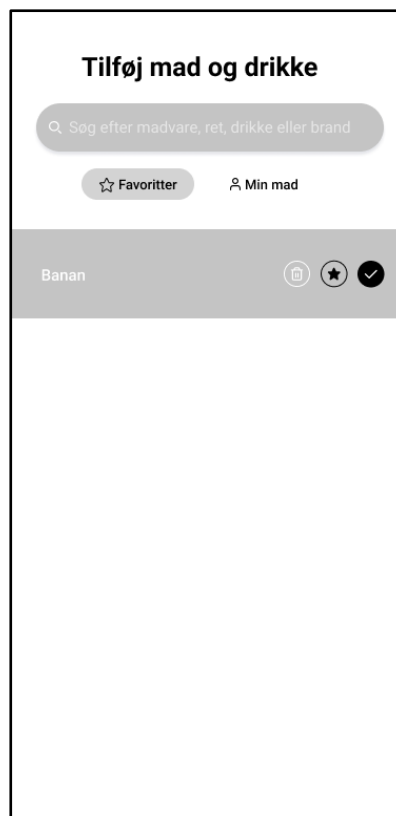 Tilføj mad og drikke
Søg efter madvare, ret, drikke eller brand
Favoritter Min mad
Banan